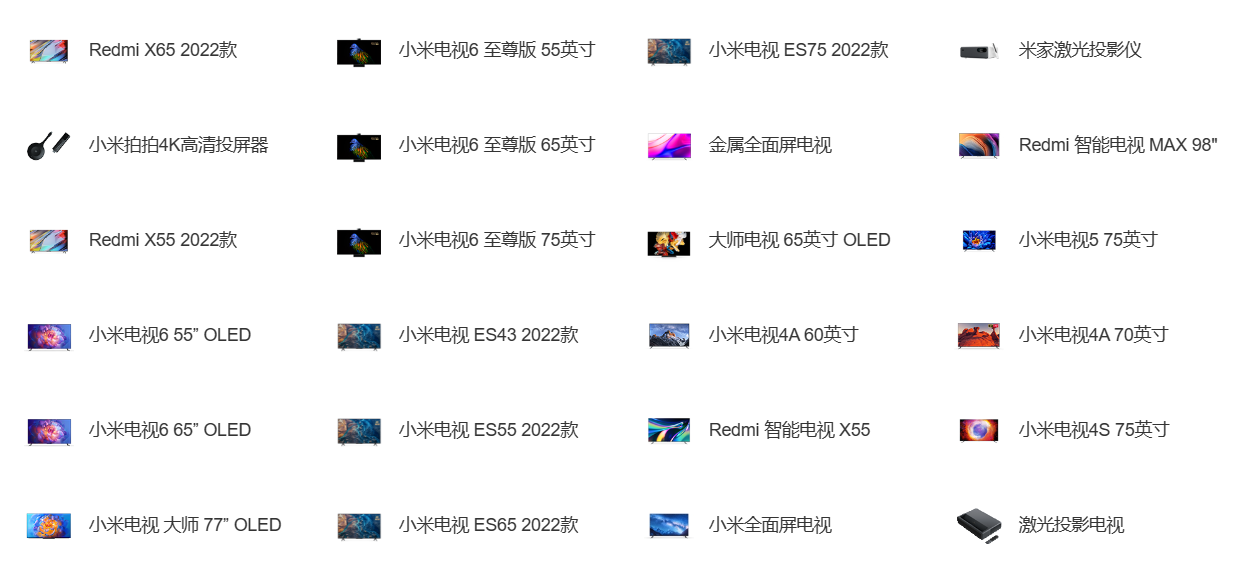 Redmi X65 2022款
小米电视6 至尊版 55英寸
小米电视 ES75 2022款
米家激光投影仪
小米拍拍4K高清投屏器
小米电视6 至尊版 65英寸
金属全面屏电视
Redmi 智能电视 MAX 98"
Redmi X55 2022款
小米电视6 至尊版 75英寸
大师电视 65英寸 OLED
小米电视5 75英寸
小米电视6 55” OLED
小米电视 ES43 2022款
小米电视4A 60英寸
小米电视4A 70英寸
小米电视6 65” OLED
小米电视 ES55 2022款
Redmi 智能电视 X55
小米电视4S 75英寸
小米电视 大师 77” OLED
小米电视 ES65 2022款
小米全面屏电视
激光投影电视